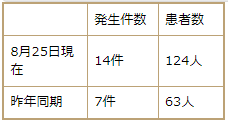 発生件数 患者数
8月25日現
在 14件 124人
昨年同期 7件 63人